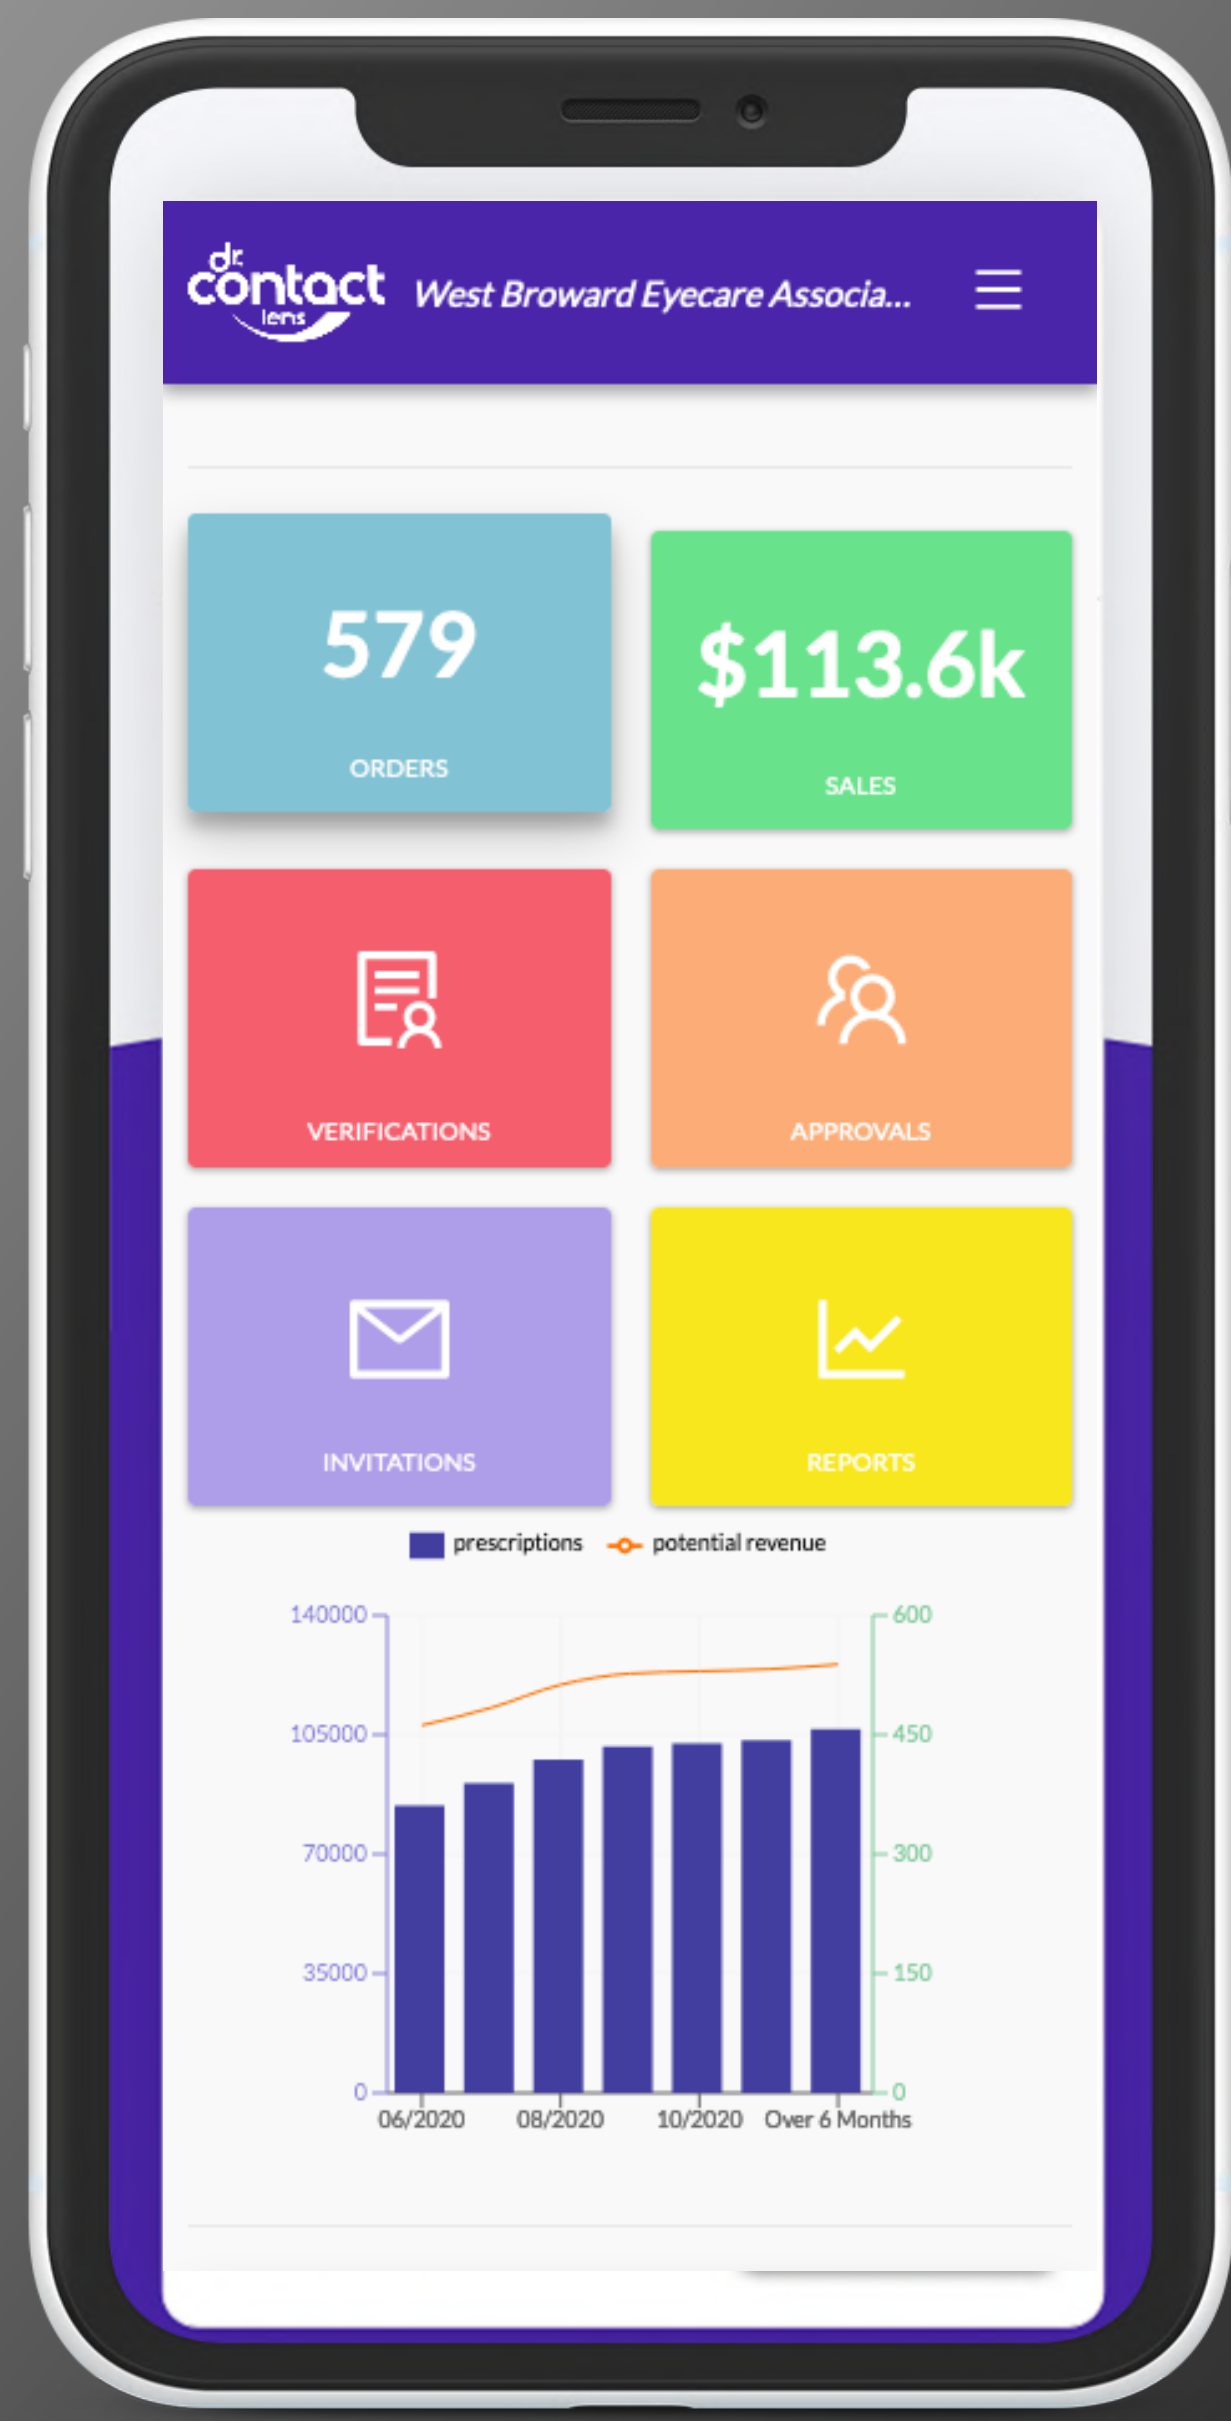 dr.
contact
lens
West Broward Eyecare Associa...
579
ORDERS
$113.6k
SALES
VERIFICATIONS
APPROVALS
INVITATIONS
REPORTS
prescriptions potential revenue
140000 600
105000 450
70000 300
35000 150
0 0
06/2020 08/2020 10/2020 Over 6 Months